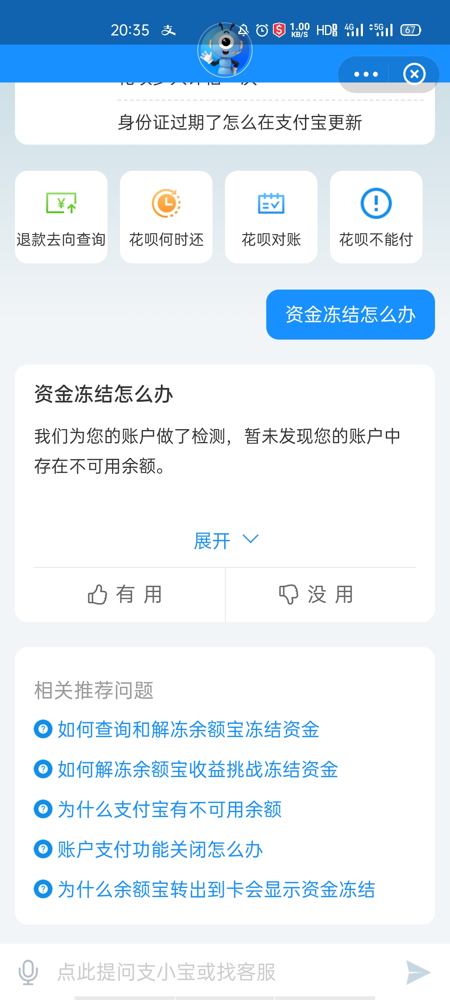 20:35 支 1.00 KB/S HD 1 2 4G 5G 67
身份证过期了怎么在支付宝更新
退款去向查询 花呗何时还 花呗对账 花呗不能付
资金冻结怎么办
资金冻结怎么办
我们为您的账户做了检测，暂未发现您的账户中
存在不可用余额。
展开
有用 没用
相关推荐问题
如何查询和解冻余额宝冻结资金
如何解冻余额宝收益挑战冻结资金
为什么支付宝有不可用余额
账户支付功能关闭怎么办
为什么余额宝转出到卡会显示资金冻结
点此提问支小宝或找客服